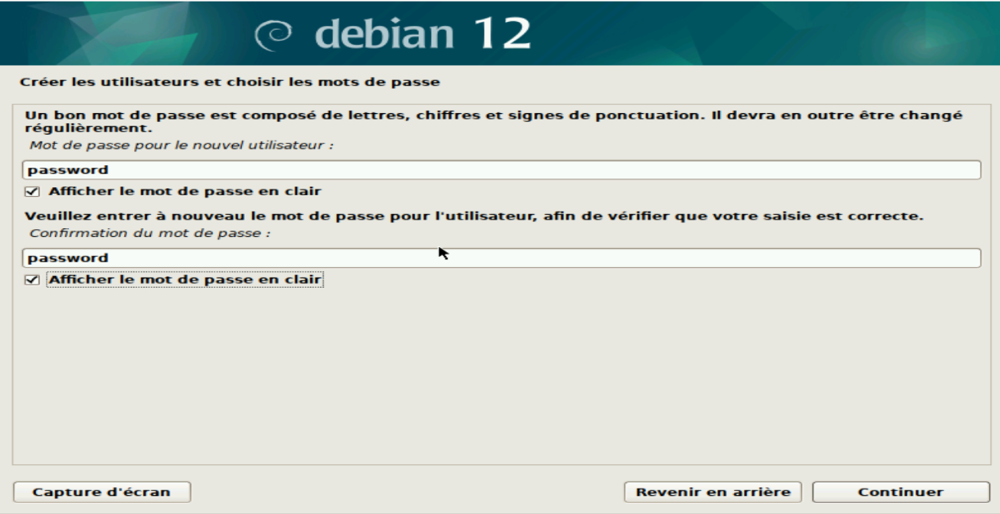 debian 12
Créer les utilisateurs et choisir les mots de passe
Un bon mot de passe est composé de lettres, chiffres et signes de ponctuation. Il devra en outre être changé
régulièrement.
Mot de passe pour le nouvel utilisateur :
password
Afficher le mot de passe en clair
Veuillez entrer à nouveau le mot de passe pour l'utilisateur, afin de vérifier que votre saisie est correcte.
Confirmation du mot de passe :
password
Afficher le mot de passe en clair
Capture d'écran
Revenir en arrière
Continuer